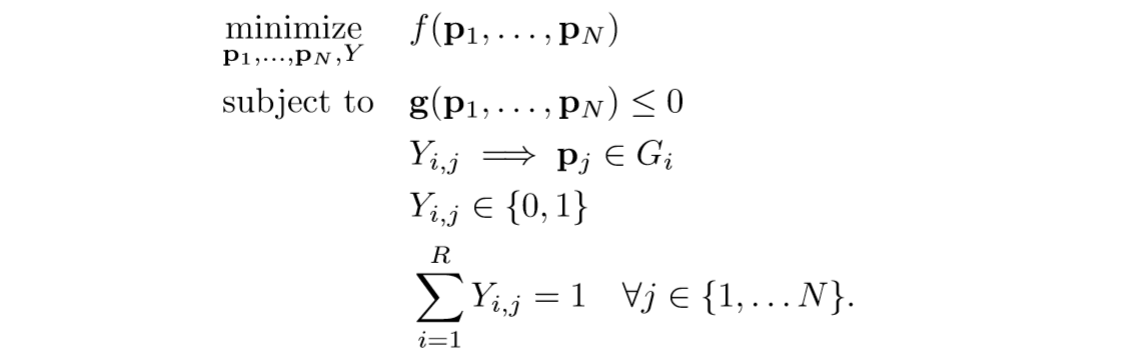 minimize f(𝐩₁, . . . , 𝐩_N)
𝐩₁,...,𝐩_N,Y
subject to 𝐠(𝐩₁, . . . , 𝐩_N) ≤ 0
Y_{i,j} ⟹ 𝐩_j ∈ G_i
Y_{i,j} ∈ {0, 1}
∑_{i=1}^{R} Y_{i,j} = 1 ∀j ∈ {1, . . . N}.